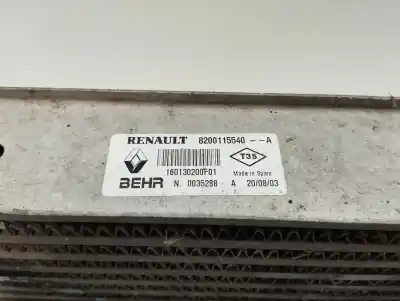 RENAULT 8200115540--A
160130200F01 T35
Made in Spain
BEHR N. 0035288 A 20/08/03